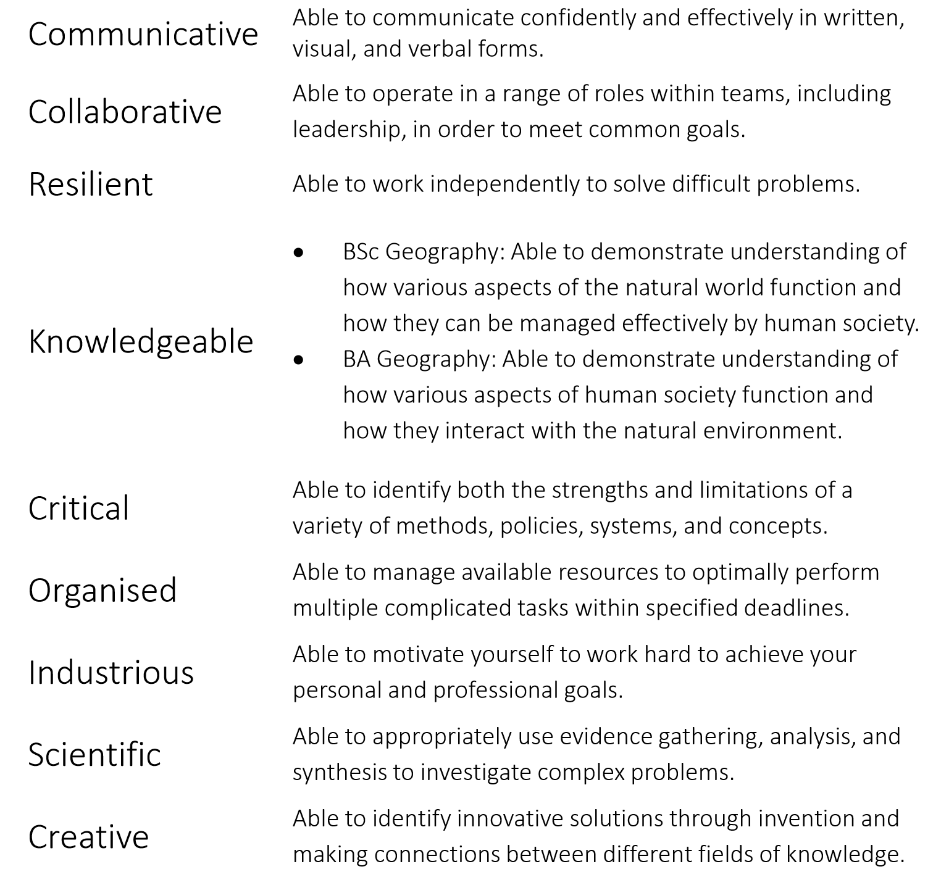 Communicative
Able to communicate confidently and effectively in written,
visual, and verbal forms.
Collaborative
Able to operate in a range of roles within teams, including
leadership, in order to meet common goals.
Resilient
Able to work independently to solve difficult problems.
Knowledgeable
• BSc Geography: Able to demonstrate understanding of
how various aspects of the natural world function and
how they can be managed effectively by human society.
• BA Geography: Able to demonstrate understanding of
how various aspects of human society function and
how they interact with the natural environment.
Critical
Able to identify both the strengths and limitations of a
variety of methods, policies, systems, and concepts.
Organised
Able to manage available resources to optimally perform
multiple complicated tasks within specified deadlines.
Industrious
Able to motivate yourself to work hard to achieve your
personal and professional goals.
Scientific
Able to appropriately use evidence gathering, analysis, and
synthesis to investigate complex problems.
Creative
Able to identify innovative solutions through invention and
making connections between different fields of knowledge.